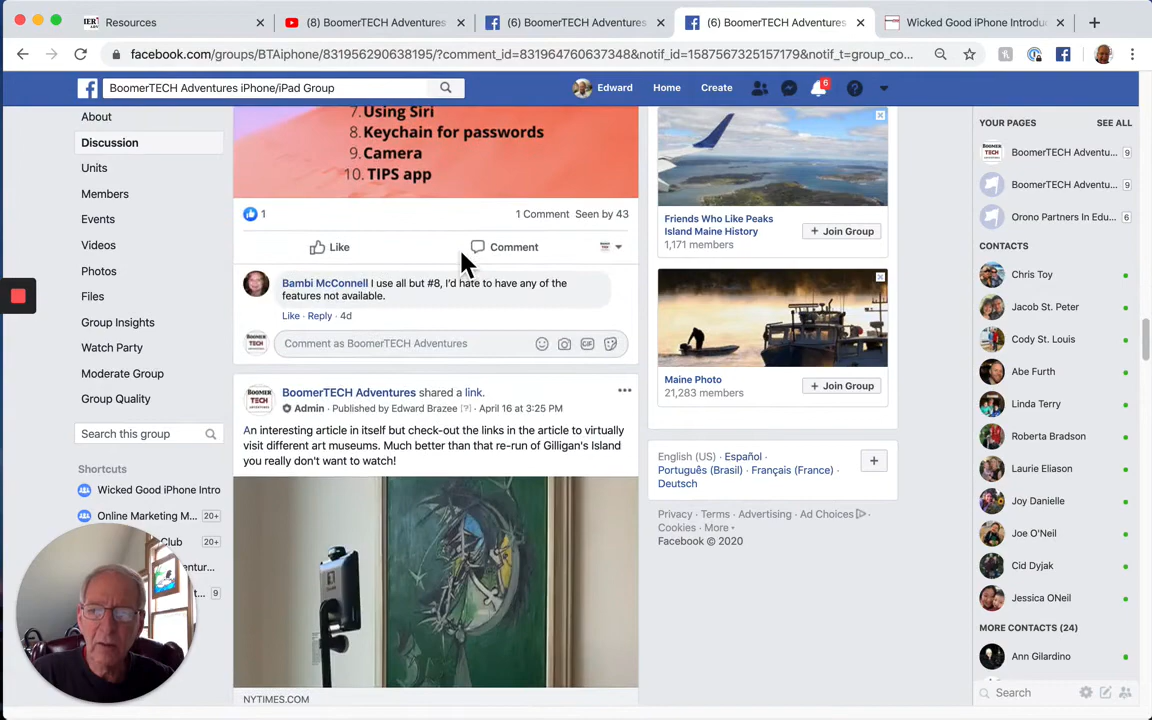 IER
Resources
(8) BoomerTECH Adventures
(6) BoomerTECH Adventures
(6) BoomerTECH Adventures
Wicked Good iPhone Introdu
facebook.com/groups/BTAiphone/831956290638195/?comment_id=831964760637348&notif_id=1587567325157179&notif_t=group_co...
BoomerTECH Adventures iPhone/iPad Group
Edward
Home
Create
6
About
Discussion
Units
Members
Events
Videos
Photos
Files
Group Insights
Watch Party
Moderate Group
Group Quality
Search this group
Shortcuts
Wicked Good iPhone Intro
Online Marketing M... 20+
Club 20+
entur...
t... 9
7. Using Siri
8. Keychain for passwords
9. Camera
10. TIPS app
1
1 Comment Seen by 43
Like
Comment
Bambi McConnell I use all but #8, I'd hate to have any of the
features not available.
Like · Reply · 4d
BOOMER
TECH
Comment as BoomerTECH Adventures
GIF
BOOMER
TECH
BoomerTECH Adventures shared a link.
Admin · Published by Edward Brazee [?] · April 16 at 3:25 PM
An interesting article in itself but check-out the links in the article to virtually
visit different art museums. Much better than that re-run of Gilligan's Island
you really don't want to watch!
NYTIMES.COM
Friends Who Like Peaks
Island Maine History
1,171 members
+ Join Group
Maine Photo
21,283 members
+ Join Group
English (US) · Español ·
Português (Brasil) · Français (France) ·
Deutsch
Privacy · Terms · Advertising · Ad Choices ·
Cookies · More
Facebook © 2020
YOUR PAGES
SEE ALL
BoomerTECH Adventu... 9
BoomerTECH Adventu... 9
Orono Partners In Edu... 6
CONTACTS
Chris Toy
Jacob St. Peter
Cody St. Louis
Abe Furth
Linda Terry
Roberta Bradson
Laurie Eliason
Joy Danielle
Joe O'Neil
Cid Dyjak
Jessica ONeil
MORE CONTACTS (24)
Ann Gilardino
Search